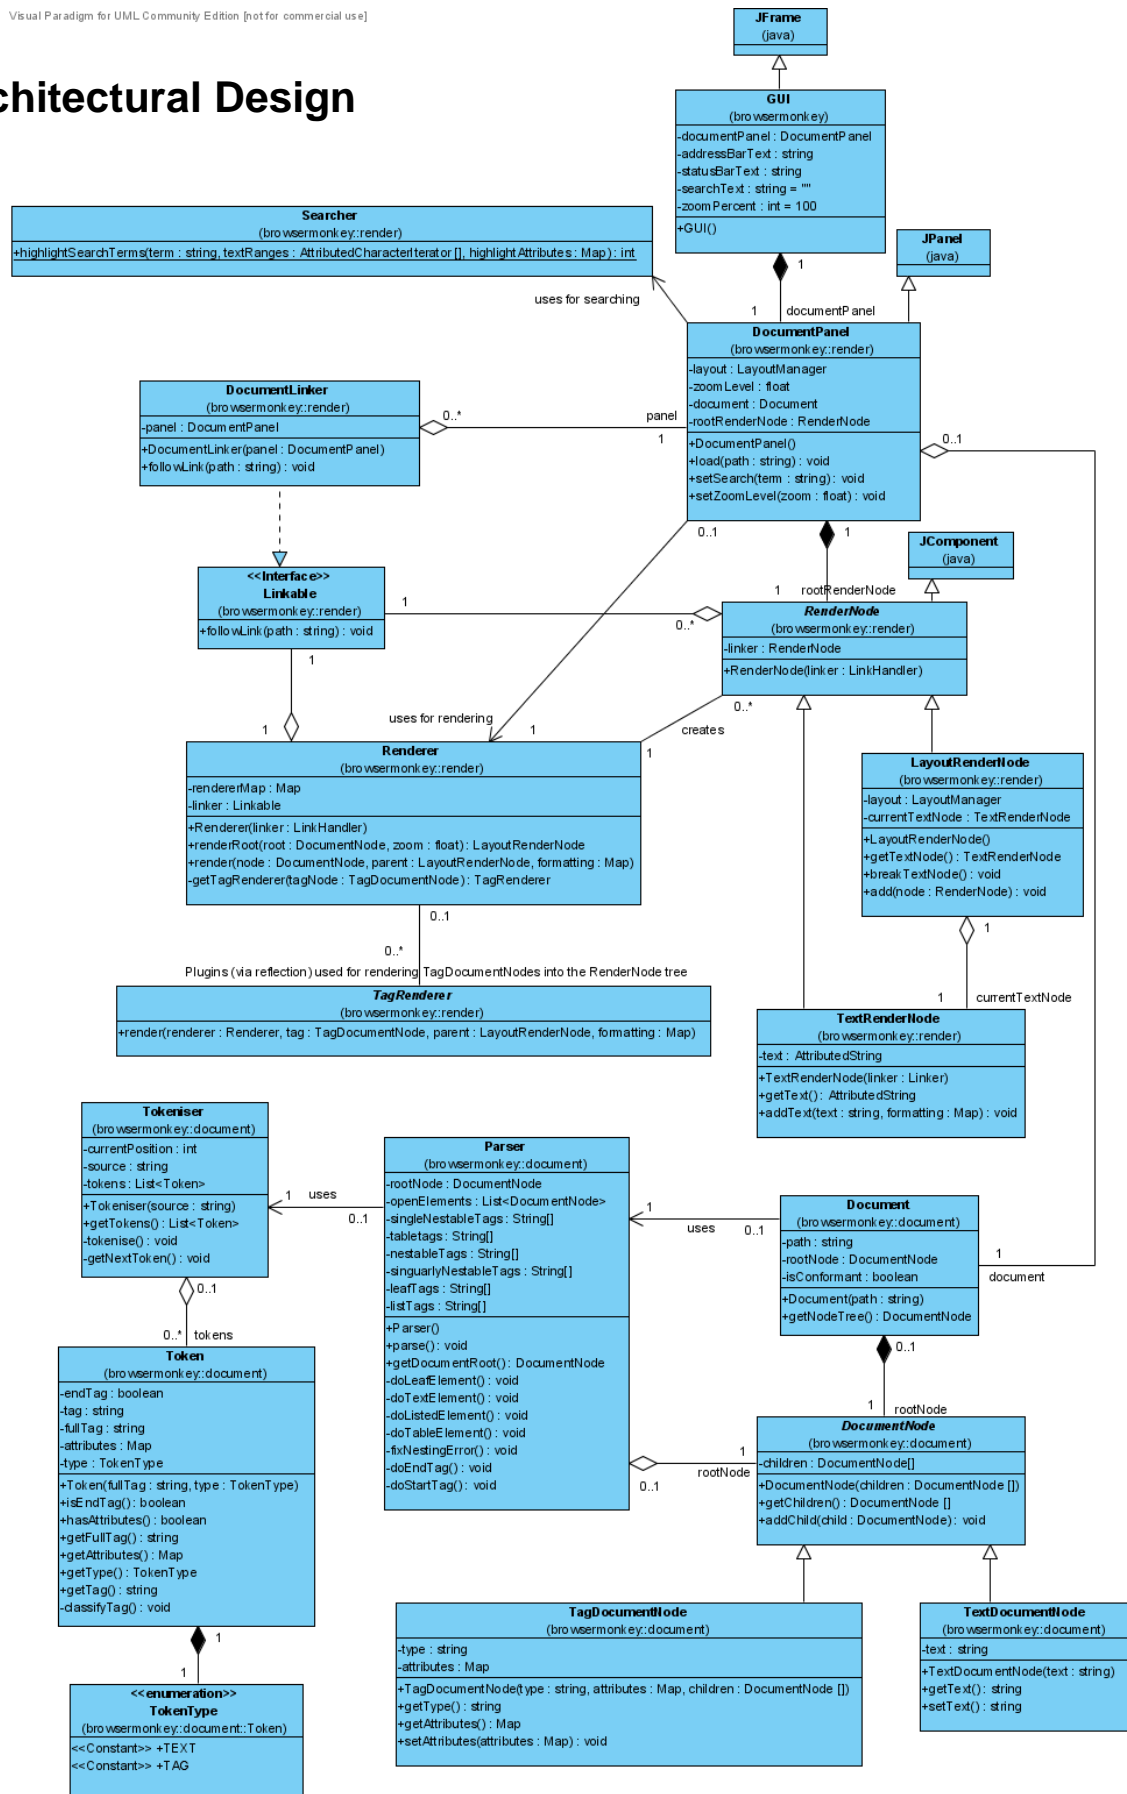 Visual Paradigm for UML Community Edition [not for commercial use]
chitectural Design
JFrame
(java)
GUI
(browsermonkey)
-documentPanel : DocumentPanel
-addressBarText : string
-statusBarText : string
-searchText : string = ""
-zoomPercent : int = 100
+GUI()
Searcher
(browsermonkey::render)
+highlightSearchTerms(term : string, textRanges : AttributedCharacterIterator [], highlightAttributes : Map) : int
JPanel
(java)
1
uses for searching
1
documentPanel
DocumentPanel
(browsermonkey::render)
-layout : LayoutManager
-zoomLevel : float
-document : Document
-rootRenderNode : RenderNode
+DocumentPanel()
+load(path : string) : void
+setSearch(term : string) : void
+setZoomLevel(zoom : float) : void
DocumentLinker
(browsermonkey::render)
-panel : DocumentPanel
+DocumentLinker(panel : DocumentPanel)
+followLink(path : string) : void
0..*
panel
1
0..1
0..1
1
JComponent
(java)
<<Interface>>
Linkable
(browsermonkey::render)
+followLink(path : string) : void
1
0..*
1
rootRenderNode
RenderNode
(browsermonkey::render)
-linker : RenderNode
+RenderNode(linker : LinkHandler)
1
1
uses for rendering
1
0..*
creates
1
Renderer
(browsermonkey::render)
-rendererMap : Map
-linker : Linkable
+Renderer(linker : LinkHandler)
+renderRoot(root : DocumentNode, zoom : float) : LayoutRenderNode
+render(node : DocumentNode, parent : LayoutRenderNode, formatting : Map)
-getTagRenderer(tagNode : TagDocumentNode) : TagRenderer
LayoutRenderNode
(browsermonkey::render)
-layout : LayoutManager
-currentTextNode : TextRenderNode
+LayoutRenderNode()
+getTextNode() : TextRenderNode
+breakTextNode() : void
+add(node : RenderNode) : void
0..1
0..*
Plugins (via reflection) used for rendering TagDocumentNodes into the RenderNode tree
1
1
currentTextNode
TagRenderer
(browsermonkey::render)
+render(renderer : Renderer, tag : TagDocumentNode, parent : LayoutRenderNode, formatting : Map)
TextRenderNode
(browsermonkey::render)
-text : AttributedString
+TextRenderNode(linker : Linker)
+getText() : AttributedString
+addText(text : string, formatting : Map) : void
Tokeniser
(browsermonkey::document)
-currentPosition : int
-source : string
-tokens : List<Token>
+Tokeniser(source : string)
+getTokens() : List<Token>
-tokenise() : void
-getNextToken() : void
1
uses
0..1
Parser
(browsermonkey::document)
-rootNode : DocumentNode
-openElements : List<DocumentNode>
-singleNestableTags : String[]
-tabletags : String[]
-nestableTags : String[]
-singuarlyNestableTags : String[]
-leafTags : String[]
-listTags : String[]
+Parser()
+parse() : void
+getDocumentRoot() : DocumentNode
-doLeafElement() : void
-doTextElement() : void
-doListedElement() : void
-doTableElement() : void
-fixNestingError() : void
-doEndTag() : void
-doStartTag() : void
1
uses
0..1
Document
(browsermonkey::document)
-path : string
-rootNode : DocumentNode
-isConformant : boolean
+Document(path : string)
+getNodeTree() : DocumentNode
1
document
0..1
0..*
tokens
Token
(browsermonkey::document)
-endTag : boolean
-tag : string
-fullTag : string
-attributes : Map
-type : TokenType
+Token(fullTag : string, type : TokenType)
+isEndTag() : boolean
+hasAttributes() : boolean
+getFullTag() : string
+getAttributes() : Map
+getType() : TokenType
+getTag() : string
-classifyTag() : void
0..1
1
rootNode
DocumentNode
(browsermonkey::document)
-children : DocumentNode[]
+DocumentNode(children : DocumentNode [])
+getChildren() : DocumentNode []
+addChild(child : DocumentNode) : void
1
rootNode
0..1
1
1
<<enumeration>>
TokenType
(browsermonkey::document::Token)
<<Constant>> +TEXT
<<Constant>> +TAG
TagDocumentNode
(browsermonkey::document)
-type : string
-attributes : Map
+TagDocumentNode(type : string, attributes : Map, children : DocumentNode [])
+getType() : string
+getAttributes() : Map
+setAttributes(attributes : Map) : void
TextDocumentNode
(browsermonkey::document)
-text : string
+TextDocumentNode(text : string)
+getText() : string
+setText() : string